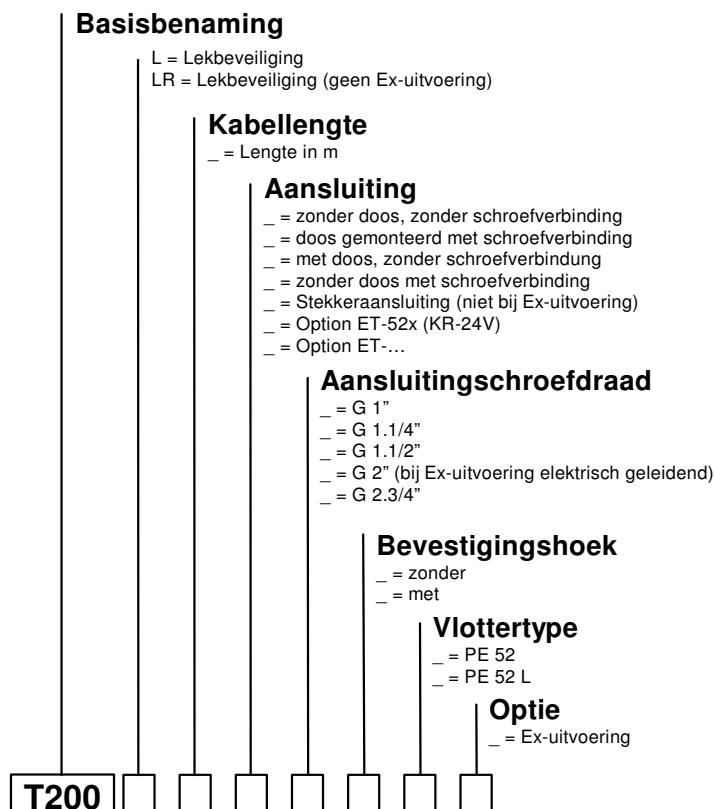 Basisbenaming
L = Lekbeveiliging
LR = Lekbeveiliging (geen Ex-uitvoering)
Kabellengte
_ = Lengte in m
Aansluiting
_ = zonder doos, zonder schroefverbinding
_ = doos gemonteerd met schroefverbinding
_ = met doos, zonder schroefverbindung
_ = zonder doos met schroefverbinding
_ = Stekkeraansluiting (niet bij Ex-uitvoering)
_ = Option ET-52x (KR-24V)
_ = Option ET-…
Aansluitingschroefdraad
_ = G 1”
_ = G 1.1/4”
_ = G 1.1/2”
_ = G 2” (bij Ex-uitvoering elektrisch geleidend)
_ = G 2.3/4”
Bevestigingshoek
_ = zonder
_ = met
Vlottertype
_ = PE 52
_ = PE 52 L
Optie
_ = Ex-uitvoering
T200